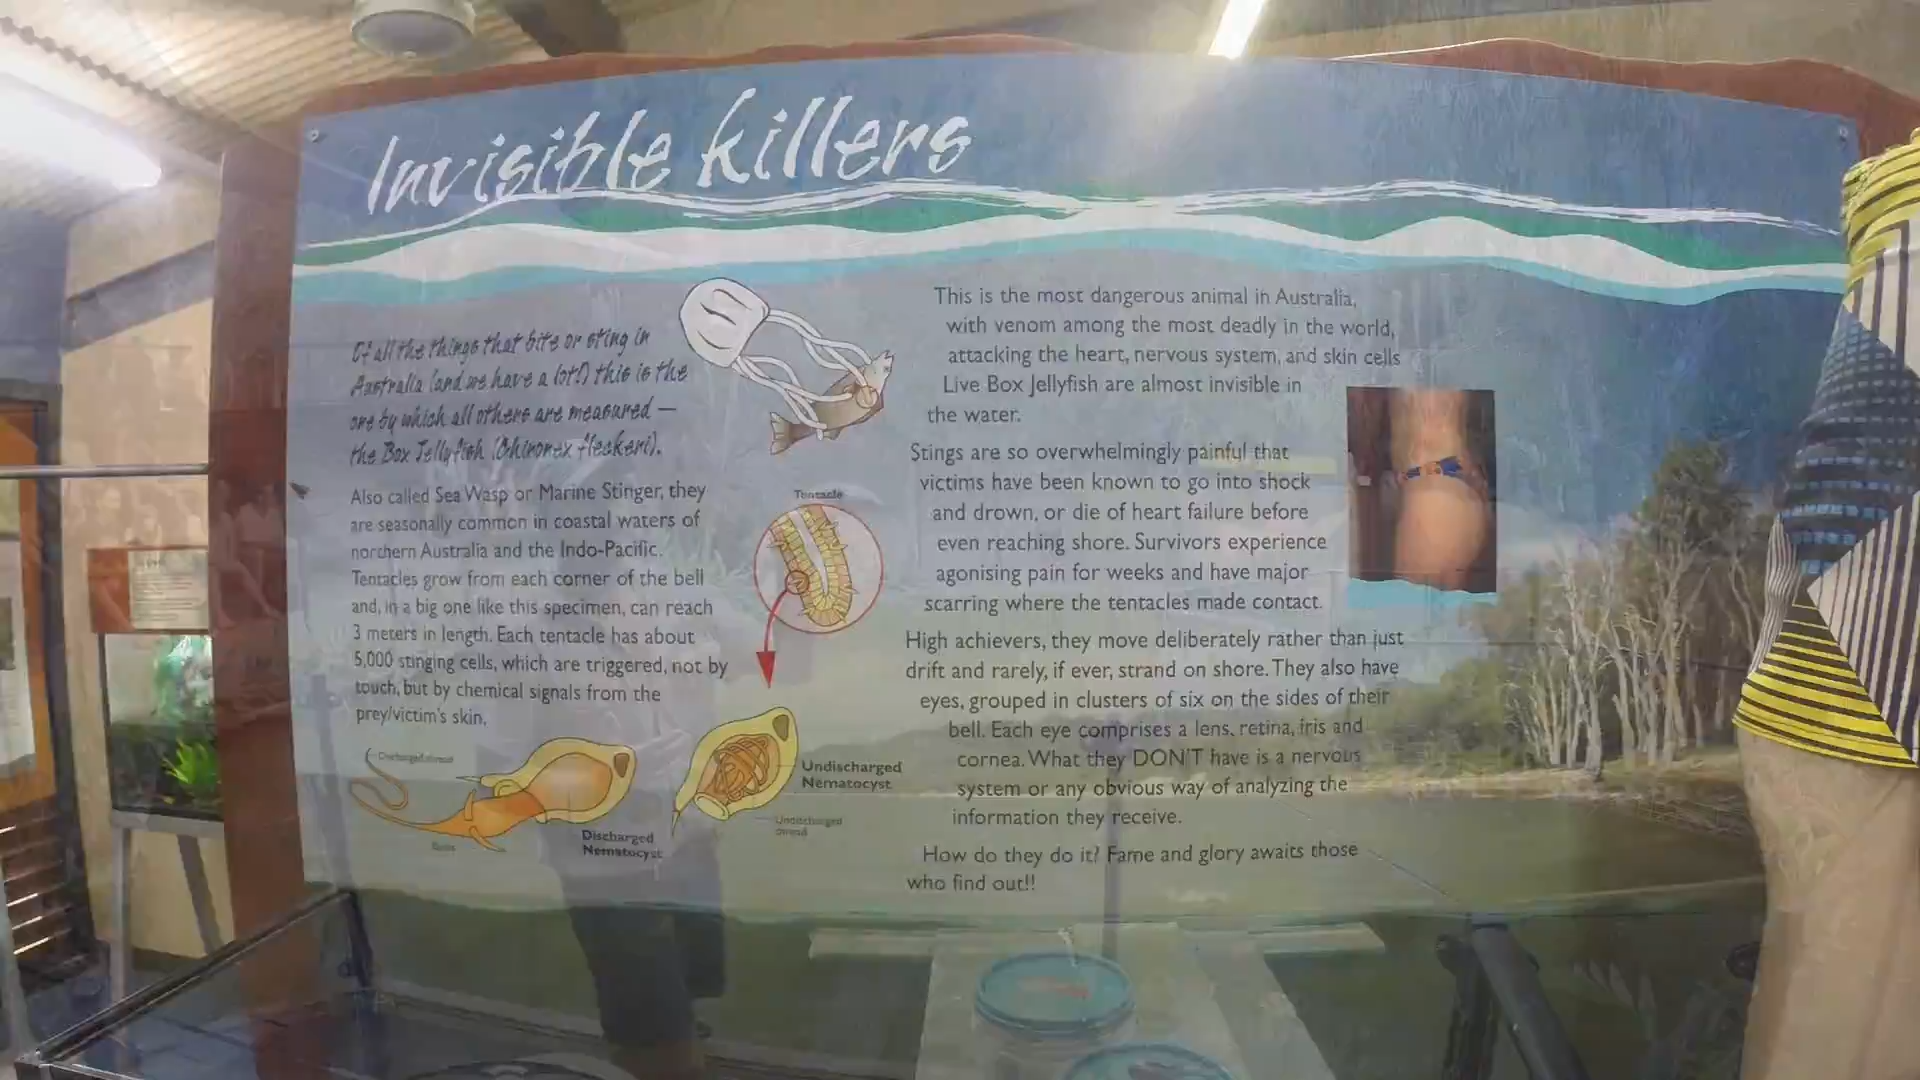 Invisible killers
Of all the things that bite or sting in
Australia (and we have a lot!) this is the
one by which all others are measured —
the Box Jellyfish (Chironex fleckeri).
Also called Sea Wasp or Marine Stinger, they
are seasonally common in coastal waters of
northern Australia and the Indo-Pacific.
Tentacles grow from each corner of the bell
and, in a big one like this specimen, can reach
3 meters in length. Each tentacle has about
5,000 stinging cells, which are triggered, not by
touch, but by chemical signals from the
prey/victim's skin.
Tentacle
Discharged thread
Discharged
Nematocyst
Undischarged
Nematocyst
Undischarged
thread
This is the most dangerous animal in Australia,
with venom among the most deadly in the world,
attacking the heart, nervous system, and skin cells
Live Box Jellyfish are almost invisible in
the water.
Stings are so overwhelmingly painful that
victims have been known to go into shock
and drown, or die of heart failure before
even reaching shore. Survivors experience
agonising pain for weeks and have major
scarring where the tentacles made contact.
High achievers, they move deliberately rather than just
drift and rarely, if ever, strand on shore. They also have
eyes, grouped in clusters of six on the sides of their
bell. Each eye comprises a lens, retina, iris and
cornea. What they DON'T have is a nervous
system or any obvious way of analyzing the
information they receive.
How do they do it? Fame and glory awaits those
who find out!!